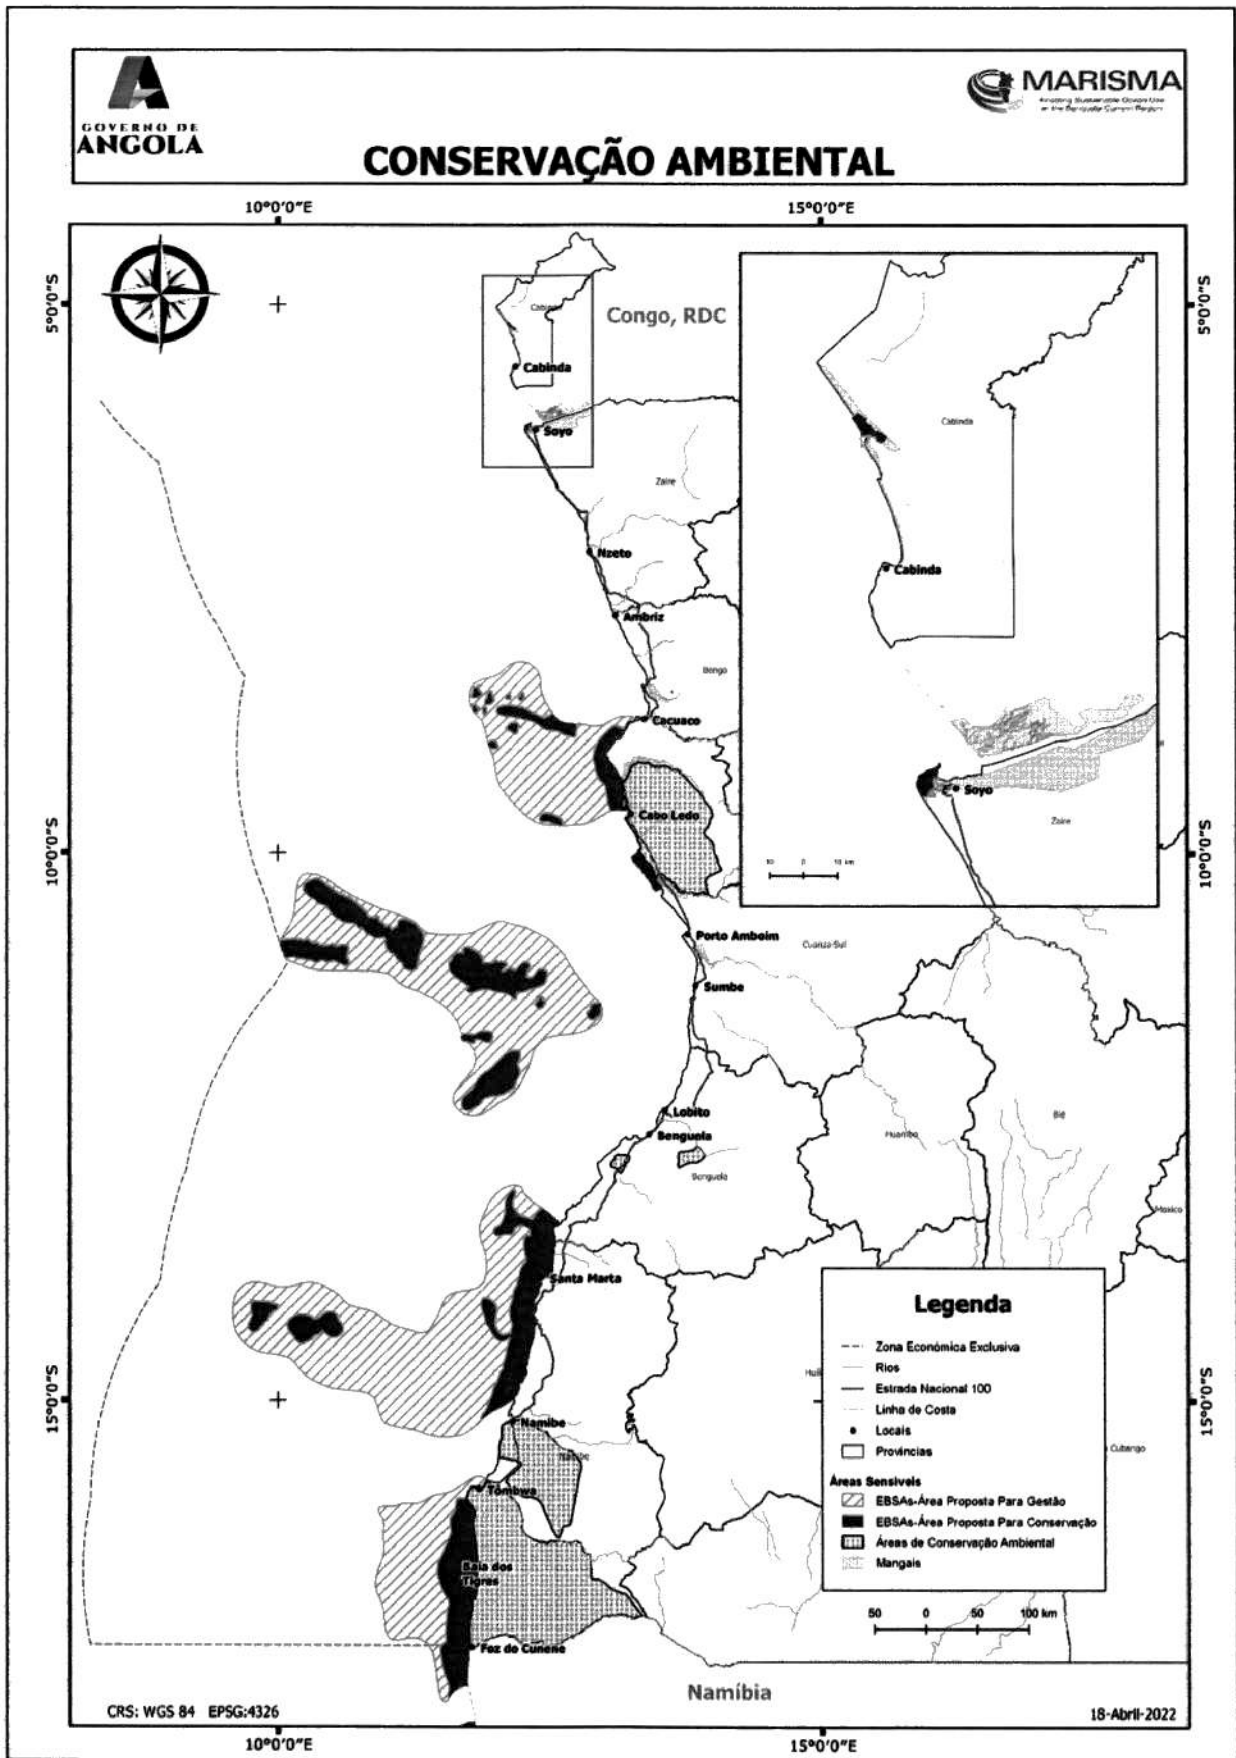 GOVERNO DE
ANGOLA
MARISMA
CONSERVAÇÃO AMBIENTAL
10°0'0"E
15°0'0"E
5°0'0"S
5°0'0"S
Cabinda
Congo, RDC
Cabinda
Soyo
Zaire
Nzeto
Ambriz
Bengo
Cacuaco
Cabo Ledo
10°0'0"S
10°0'0"S
Cabinda
Cabinda
Soyo
Zaire
10 0 10 km
Porto Amboim
Cuanza-Sul
Sumbe
Lobito
Benguela
Benguela
Huambo
Bié
Moxico
Santa Marta
15°0'0"S
15°0'0"S
Namibe
Namibe
Tombwa
Baia dos
Tigres
Foz do Cunene
Cubango
Legenda
Zona Económica Exclusiva
Rios
Estrada Nacional 100
Linha de Costa
Locais
Províncias
Áreas Sensíveis
EBSAs-Área Proposta Para Gestão
EBSAs-Área Proposta Para Conservação
Áreas de Conservação Ambiental
Mangais
50 0 50 100 km
Namíbia
CRS: WGS 84 EPSG:4326
18-Abril-2022
10°0'0"E
15°0'0"E